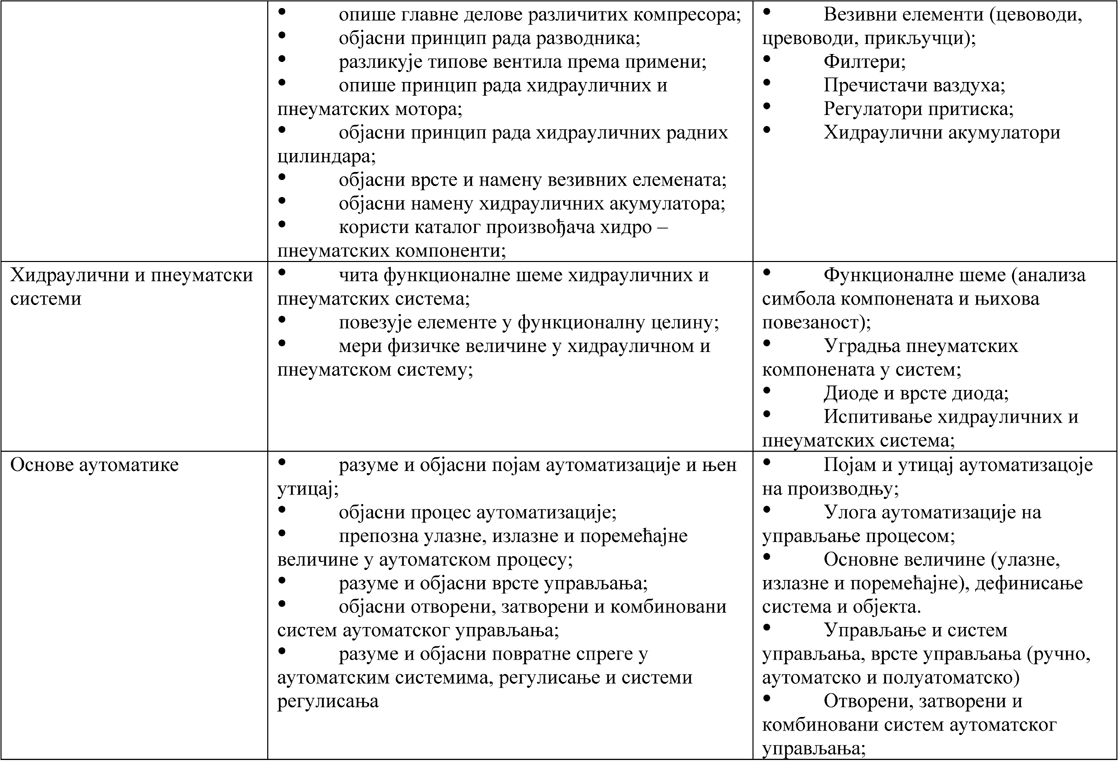 • опише главне делове различитих компресора;
• објасни принцип рада разводника;
• разликује типове вентила према примени;
• опише принцип рада хидрауличних и
пнеуматских мотора;
• објасни принцип рада хидрауличних радних
цилиндара;
• објасни врсте и намену везивних елемената;
• објасни намену хидрауличних акумулатора;
• користи каталог произвођача хидро –
пнеуматских компоненти;
• Везивни елементи (цевоводи,
цревоводи, прикључци);
• Филтери;
• Пречистачи ваздуха;
• Регулатори притиска;
• Хидраулични акумулатори
Хидраулични и пнеуматски
системи
• чита функционалне шеме хидрауличних и
пнеуматских система;
• повезује елементе у функционалну целину;
• мери физичке величине у хидрауличном и
пнеуматском систему;
• Функционалне шеме (анализа
симбола компонената и њихова
повезаност);
• Уградња пнеуматских
компонената у систем;
• Диоде и врсте диода;
• Испитивање хидрауличних и
пнеуматских система;
Основе аутоматике
• разуме и објасни појам аутоматизације и њен
утицај;
• објасни процес аутоматизације;
• препозна улазне, излазне и поремећајне
величине у аутоматском процесу;
• разуме и објасни врсте управљања;
• објасни отворени, затворени и комбиновани
систем аутоматског управљања;
• разуме и објасни повратне спреге у
аутоматским системима, регулисање и системи
регулисања
• Појам и утицај аутоматизацоје
на производњу;
• Улога аутоматизације на
управљање процесом;
• Основне величине (улазне,
излазне и поремећајне), дефинисање
система и објекта.
• Управљање и систем
управљања, врсте управљања (ручно,
аутоматско и полуатоматско)
• Отворени, затворени и
комбиновани систем аутоматског
управљања;